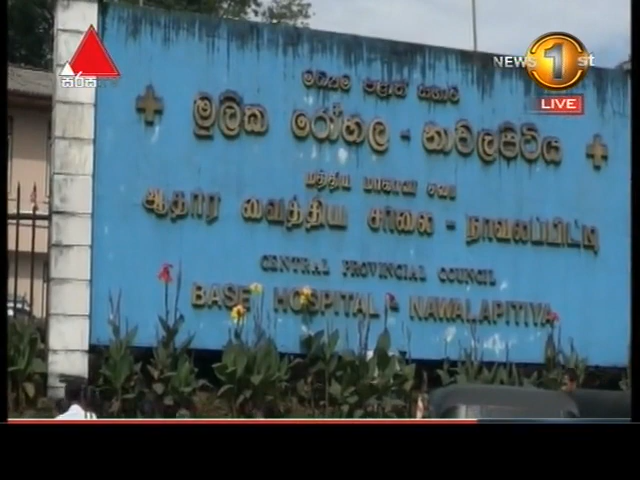 සිරස
NEWS 1st
LIVE
මධ්‍යම පළාත් සභාව
මූලික රෝහල - නාවලපිටිය
மத்திய மாகாண சபை
ஆதார வைத்திய சாலை - நாவலப்பிட்டி
CENTRAL PROVINCIAL COUNCIL
BASE HOSPITAL - NAWALAPITIYA